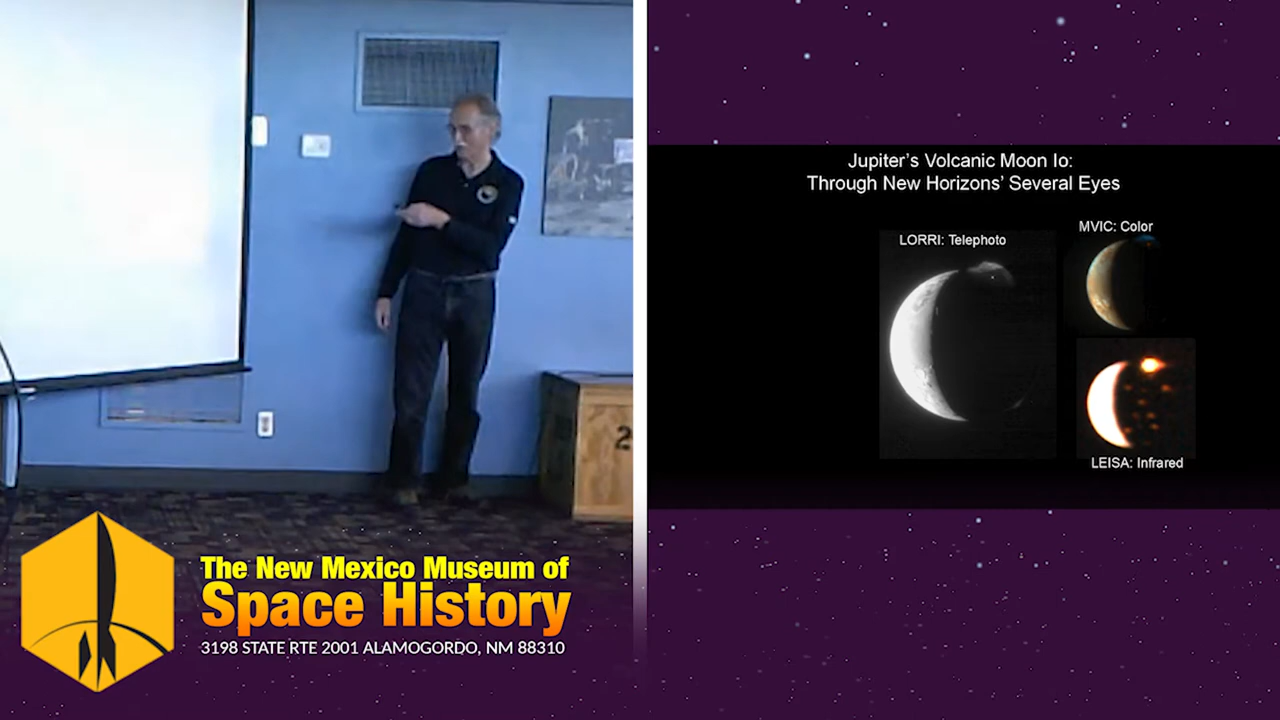 Jupiter's Volcanic Moon Io:
Through New Horizons' Several Eyes
LORRI: Telephoto
MVIC: Color
LEISA: Infrared
2
The New Mexico Museum of
Space History
3198 STATE RTE 2001 ALAMOGORDO, NM 88310